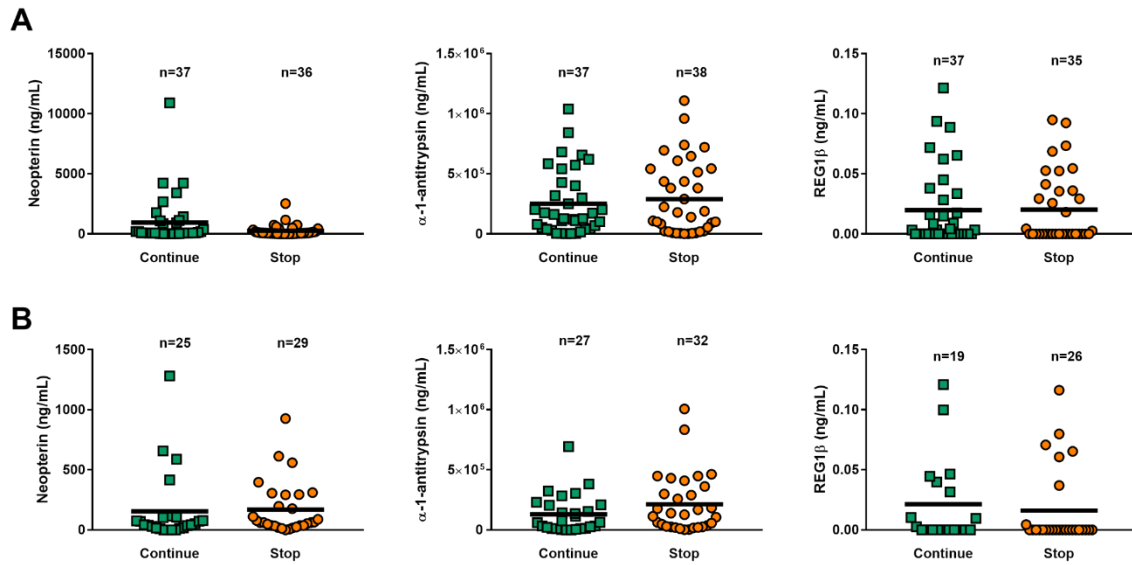 A
Neopterin (ng/mL)
15000
10000
5000
0
n=37
n=36
Continue
Stop
α-1-antitrypsin (ng/mL)
1.5×10⁶
1×10⁶
5×10⁵
0
n=37
n=38
Continue
Stop
REG1β (ng/mL)
0.15
0.10
0.05
0.00
n=37
n=35
Continue
Stop
B
Neopterin (ng/mL)
1500
1000
500
0
n=25
n=29
Continue
Stop
α-1-antitrypsin (ng/mL)
1.5×10⁶
1×10⁶
5×10⁵
0
n=27
n=32
Continue
Stop
REG1β (ng/mL)
0.15
0.10
0.05
0.00
n=19
n=26
Continue
Stop